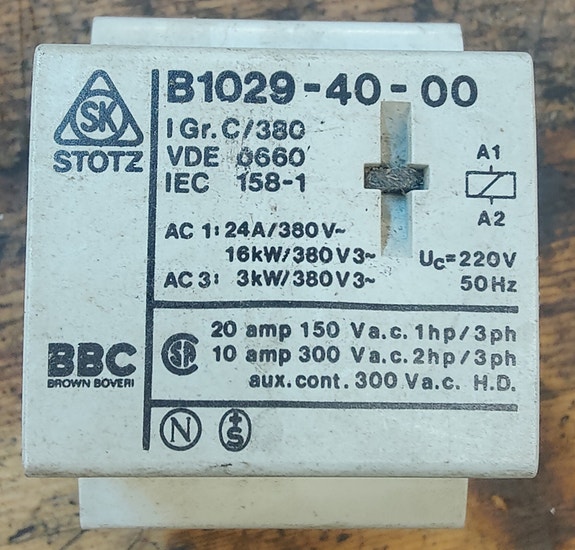 SK
STOTZ
BBC
BROWN BOVERI
B1029-40-00
I Gr. C/380
VDE 0660
IEC 158-1
AC 1: 24A/380V~
16kW/380V3~
AC 3: 3kW/380V3~
A1
A2
Uc=220V
50Hz
SA
20 amp 150 Va.c. 1hp/3ph
10 amp 300 Va.c. 2hp/3ph
aux.cont. 300 Va.c. H.D.
N
+S